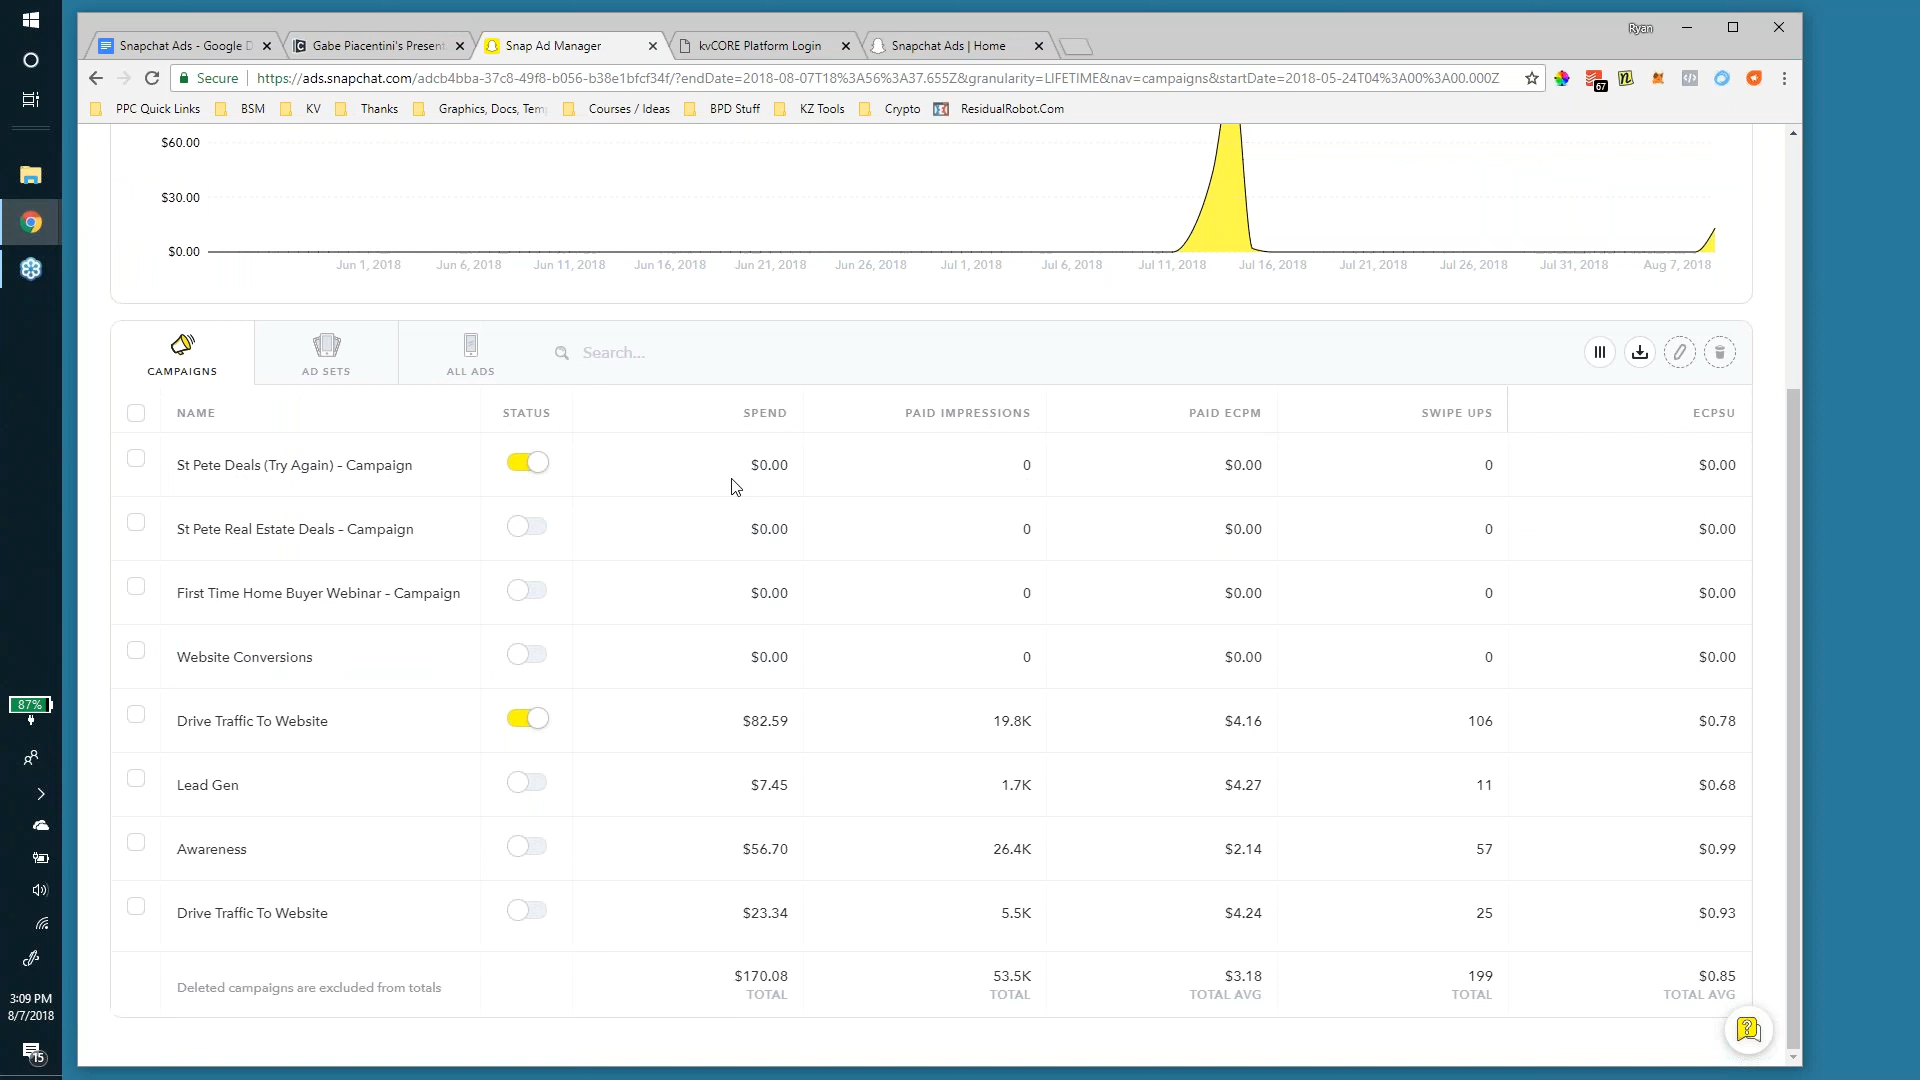 Ryan
Snapchat Ads - Google D
Gabe Piacentini's Present
Snap Ad Manager
kvCORE Platform Login
Snapchat Ads | Home
Secure
https://ads.snapchat.com/adcb4bba-37c8-49f8-b056-b38e1bfcf34f/?endDate=2018-08-07T18%3A56%3A37.655Z&granularity=LIFETIME&nav=campaigns&startDate=2018-05-24T04%3A00%3A00.000Z
67
PPC Quick Links
BSM
KV
Thanks
Graphics, Docs, Tem
Courses / Ideas
BPD Stuff
KZ Tools
Crypto
ResidualRobot.Com
$60.00
$30.00
$0.00
Jun 1, 2018 Jun 6, 2018 Jun 11, 2018 Jun 16, 2018 Jun 21, 2018 Jun 26, 2018 Jul 1, 2018 Jul 6, 2018 Jul 11, 2018 Jul 16, 2018 Jul 21, 2018 Jul 26, 2018 Jul 31, 2018 Aug 7, 2018
CAMPAIGNS
AD SETS
ALL ADS
Search...
NAME STATUS SPEND PAID IMPRESSIONS PAID ECPM SWIPE UPS ECPSU
St Pete Deals (Try Again) - Campaign $0.00 0 $0.00 0 $0.00
St Pete Real Estate Deals - Campaign $0.00 0 $0.00 0 $0.00
First Time Home Buyer Webinar - Campaign $0.00 0 $0.00 0 $0.00
Website Conversions $0.00 0 $0.00 0 $0.00
Drive Traffic To Website $82.59 19.8K $4.16 106 $0.78
Lead Gen $7.45 1.7K $4.27 11 $0.68
Awareness $56.70 26.4K $2.14 57 $0.99
Drive Traffic To Website $23.34 5.5K $4.24 25 $0.93
Deleted campaigns are excluded from totals
$170.08 53.5K $3.18 199 $0.85
TOTAL TOTAL TOTAL AVG TOTAL TOTAL AVG
87%
3:09 PM
8/7/2018
15